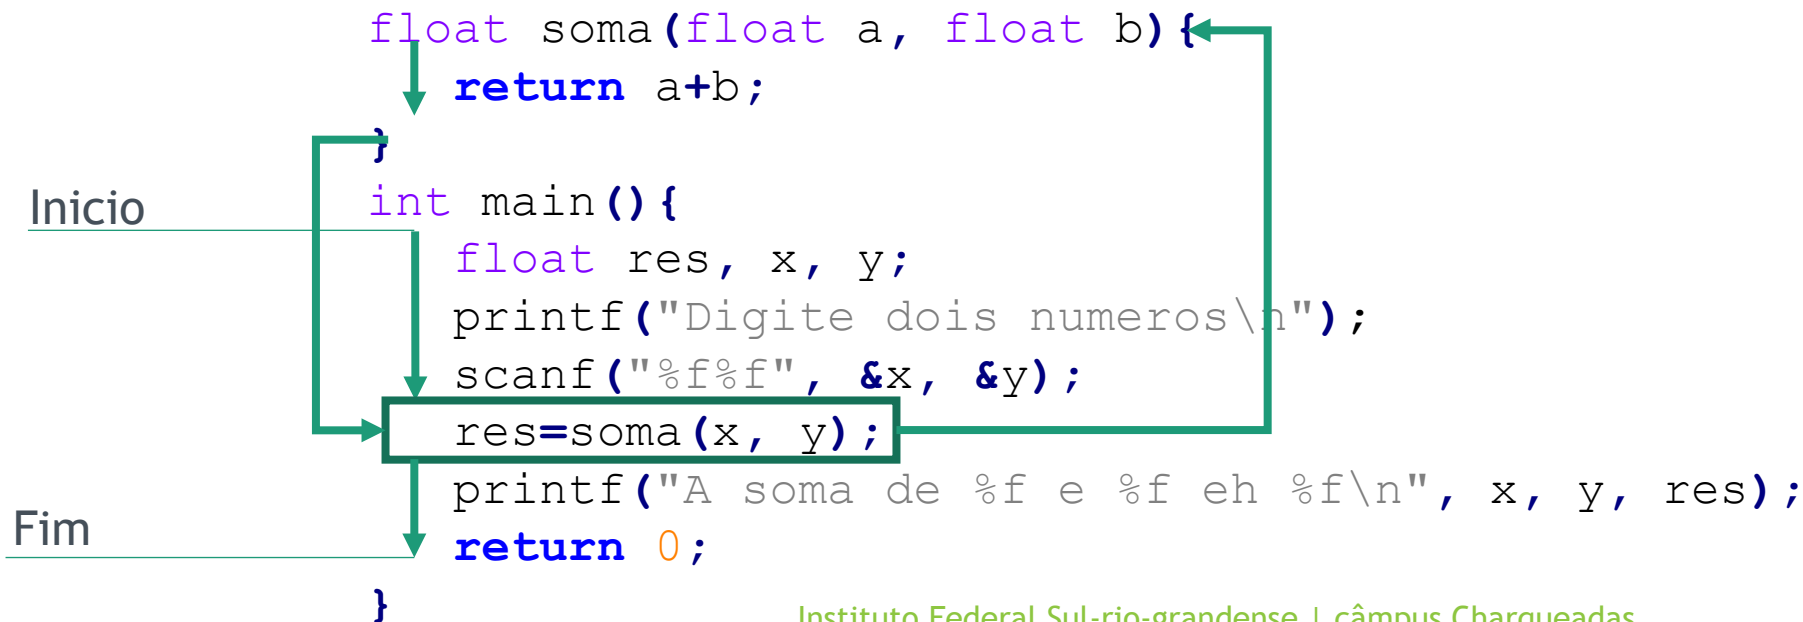 float soma(float a, float b){
return a+b;
}
Inicio
int main(){
float res, x, y;
printf("Digite dois numeros\n");
scanf("%f%f", &x, &y);
res=soma(x, y);
printf("A soma de %f e %f eh %f\n", x, y, res);
Fim
return 0;
}
Instituto Federal Sul-rio-grandense | câmpus Charqueadas